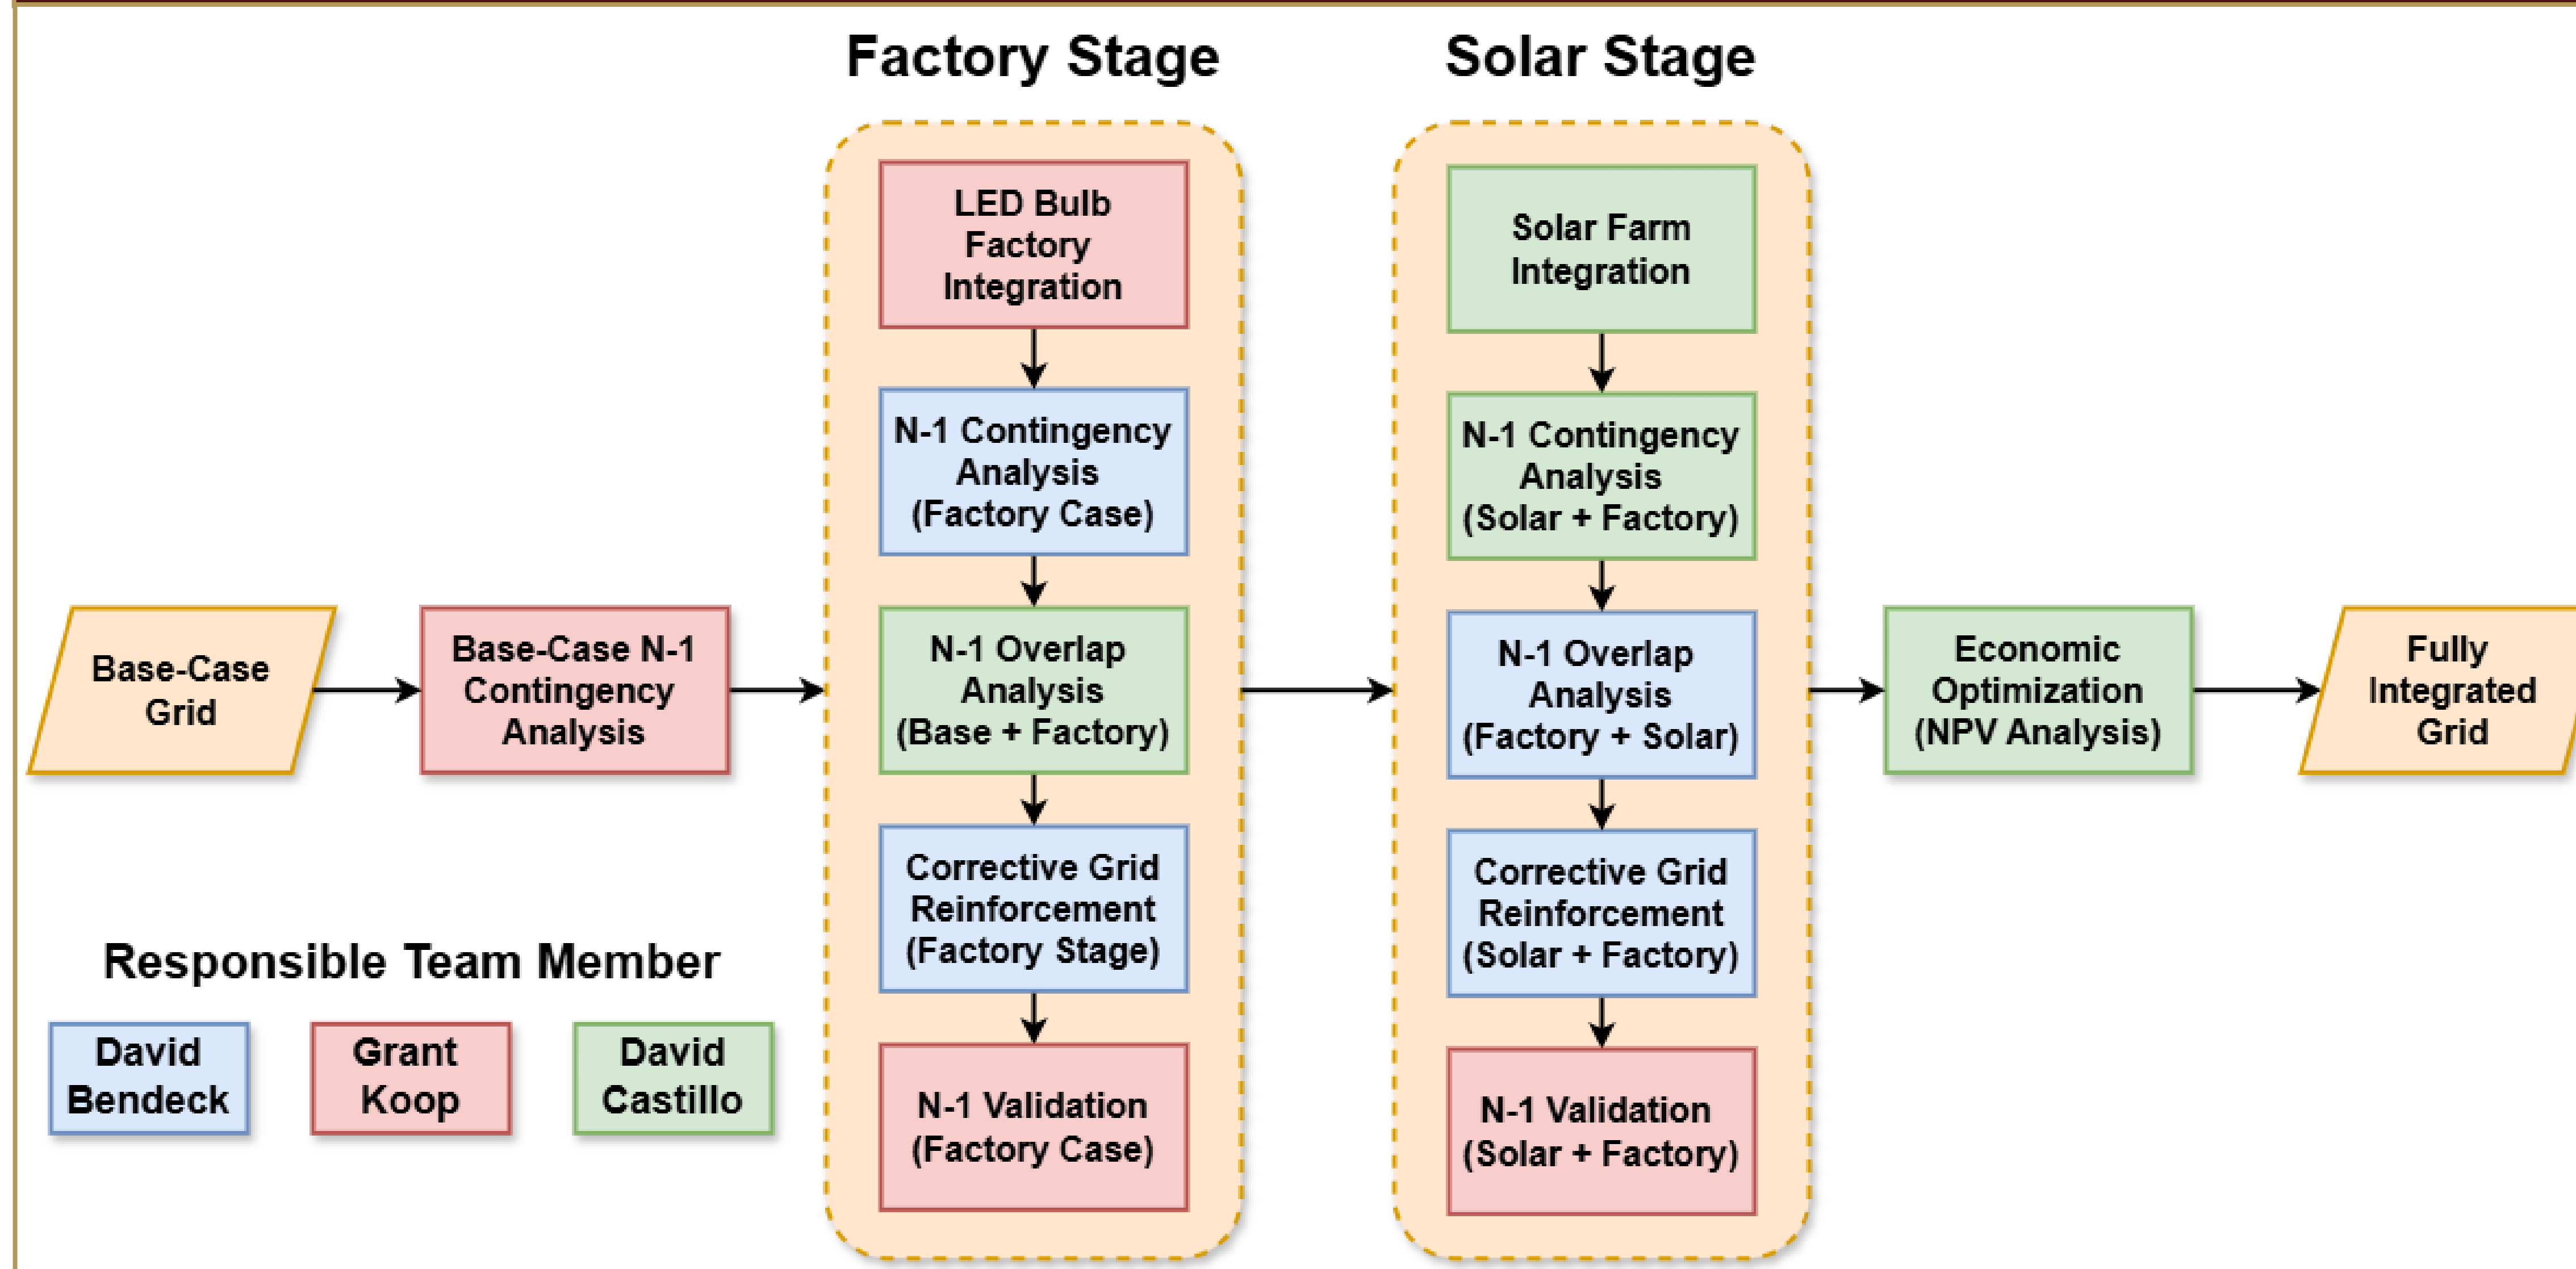 Factory Stage
Solar Stage
LED Bulb
Factory
Integration
N-1 Contingency
Analysis
(Factory Case)
N-1 Overlap
Analysis
(Base + Factory)
Corrective Grid
Reinforcement
(Factory Stage)
N-1 Validation
(Factory Case)
Solar Farm
Integration
N-1 Contingency
Analysis
(Solar + Factory)
N-1 Overlap
Analysis
(Factory + Solar)
Corrective Grid
Reinforcement
(Solar + Factory)
N-1 Validation
(Solar + Factory)
Base-Case
Grid
Base-Case N-1
Contingency
Analysis
Economic
Optimization
(NPV Analysis)
Fully
Integrated
Grid
Responsible Team Member
David
Bendeck
Grant
Koop
David
Castillo